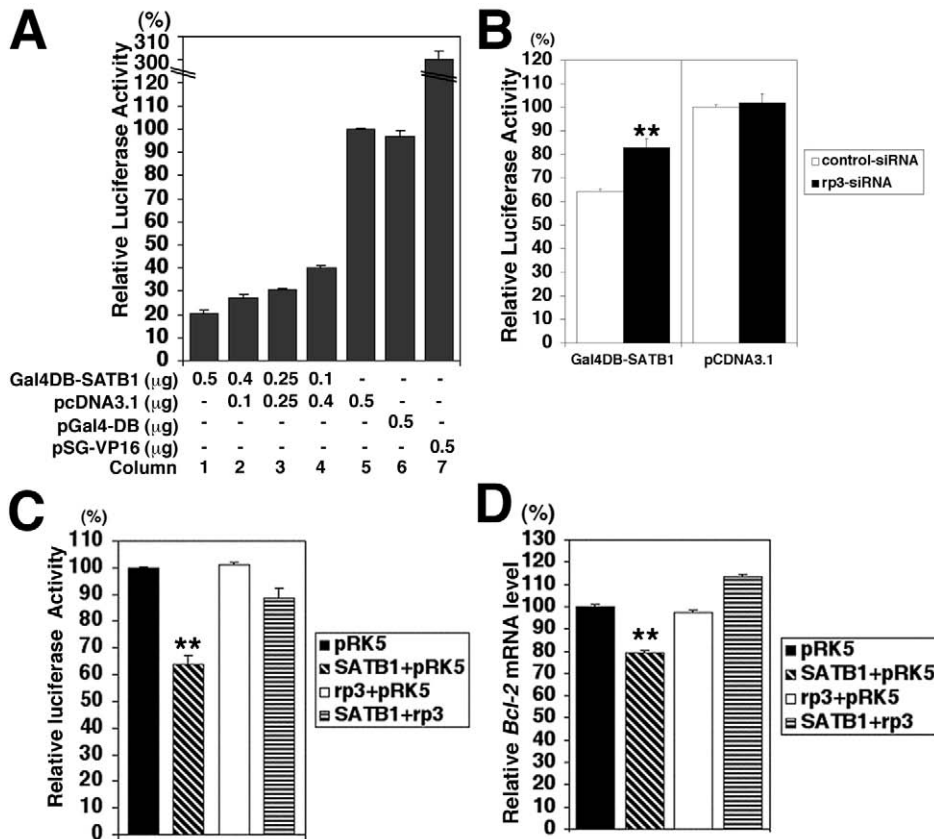 A
(%)
Relative Luciferase Activity
310
300
120
110
100
90
80
70
60
50
40
30
20
10
0
Gal4DB-SATB1 (μg) 0.5 0.4 0.25 0.1 - - -
pcDNA3.1 (μg) - 0.1 0.25 0.4 0.5 - -
pGal4-DB (μg) - - - - - 0.5 -
pSG-VP16 (μg) - - - - - - 0.5
Column 1 2 3 4 5 6 7
B
(%)
Relative Luciferase Activity
120
110
100
90
80
70
60
50
40
30
20
10
0
**
Gal4DB-SATB1 pCDNA3.1
control-siRNA
rp3-siRNA
C
(%)
Relative luciferase Activity
110
100
90
80
70
60
50
40
30
20
10
0
**
pRK5
SATB1+pRK5
rp3+pRK5
SATB1+rp3
D
(%)
Relative Bcl-2 mRNA level
130
120
110
100
90
80
70
60
50
40
30
20
10
0
**
pRK5
SATB1+pRK5
rp3+pRK5
SATB1+rp3